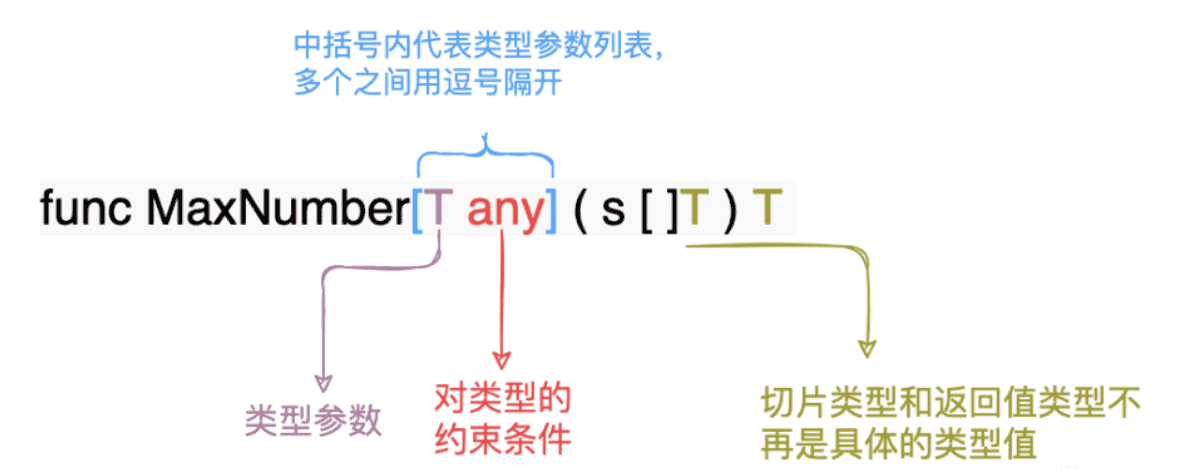 中括号内代表类型参数列表,
多个之间用逗号隔开
func MaxNumber[T any] ( s [ ]T ) T
类型参数
对类型的
约束条件
切片类型和返回值类型不
再是具体的类型值